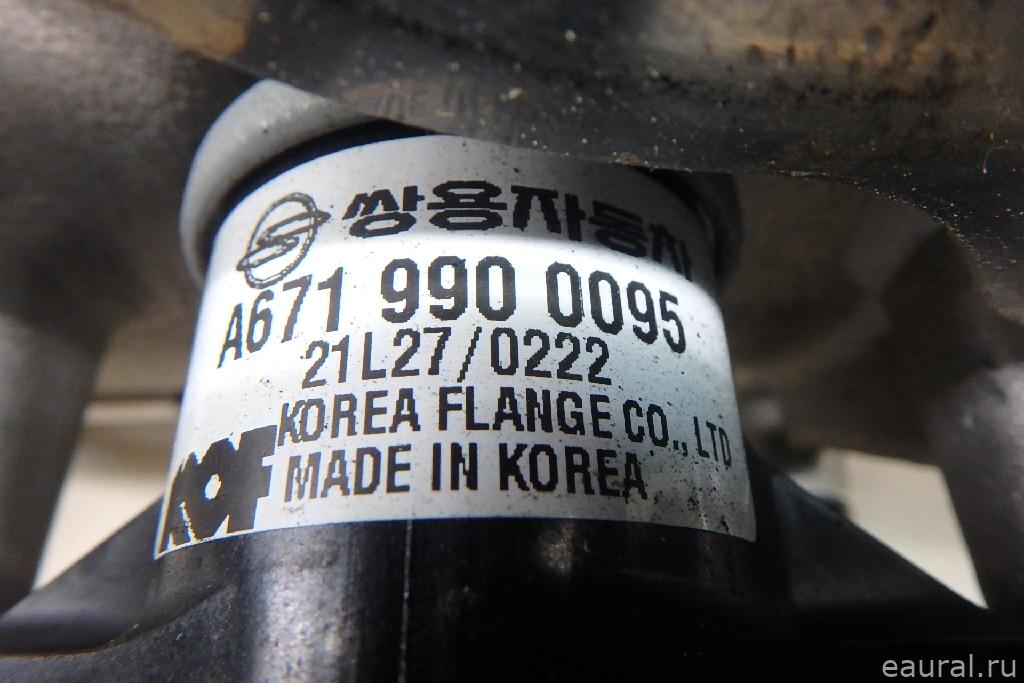 쌍용자동차
A671 990 0095
21L27/0222
KOREA FLANGE CO., LTD
KOF
MADE IN KOREA
eaural.ru